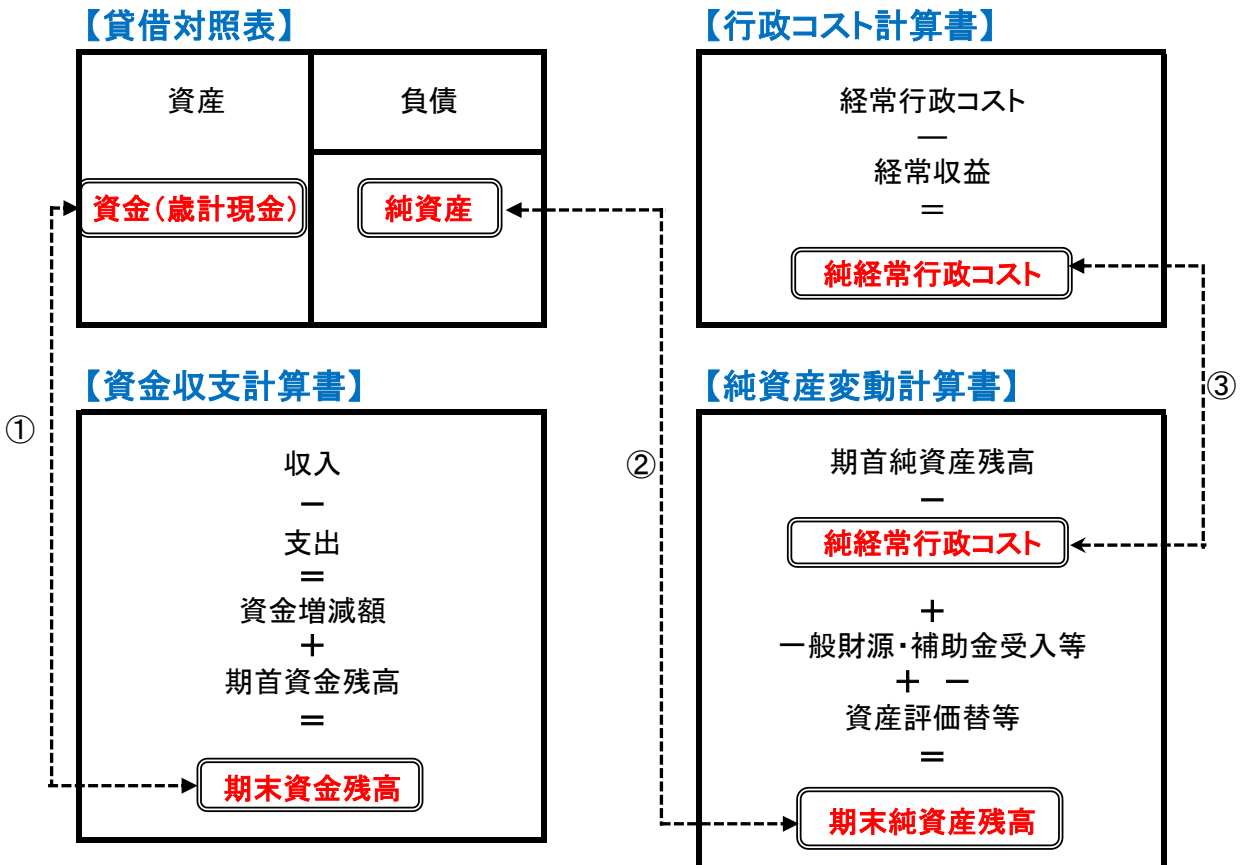 【貸借対照表】
資産
負債
資金(歳計現金)
純資産
【行政コスト計算書】
経常行政コスト
―
経常収益
=
純経常行政コスト
①
②
③
【資金収支計算書】
収入
-
支出
=
資金増減額
+
期首資金残高
=
期末資金残高
【純資産変動計算書】
期首純資産残高
-
純経常行政コスト
+
一般財源・補助金受入等
+ -
資産評価替等
=
期末純資産残高